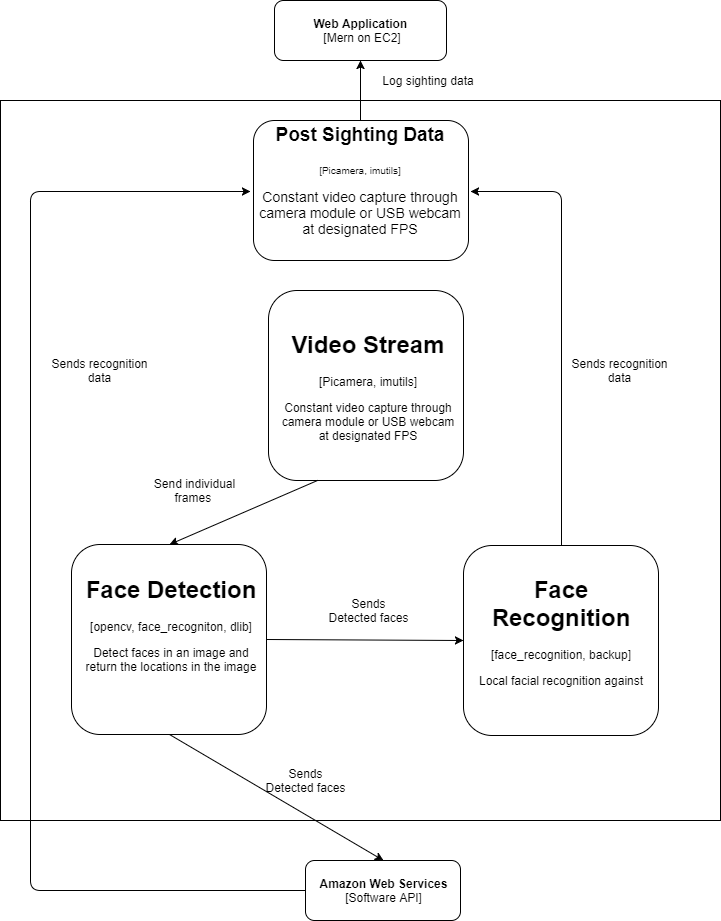 Web Application
[Mern on EC2]
Log sighting data
Post Sighting Data
[Picamera, imutils]
Constant video capture through
camera module or USB webcam
at designated FPS
Video Stream
[Picamera, imutils]
Constant video capture through
camera module or USB webcam
at designated FPS
Sends recognition
data
Sends recognition
data
Send individual
frames
Face Detection
[opencv, face_recogniton, dlib]
Detect faces in an image and
return the locations in the image
Sends
Detected faces
Face
Recognition
[face_recognition, backup]
Local facial recognition against
Sends
Detected faces
Amazon Web Services
[Software API]